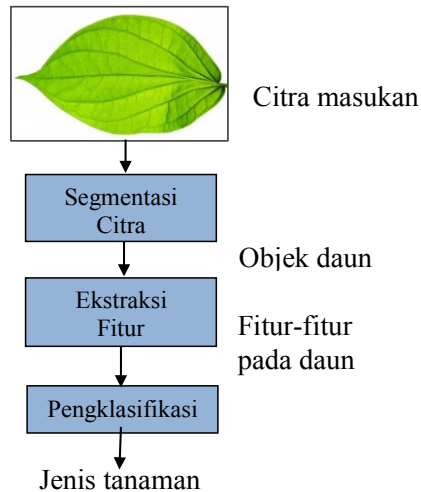 Citra masukan
Segmentasi
Citra
Objek daun
Ekstraksi
Fitur
Fitur-fitur
pada daun
Pengklasifikasi
Jenis tanaman